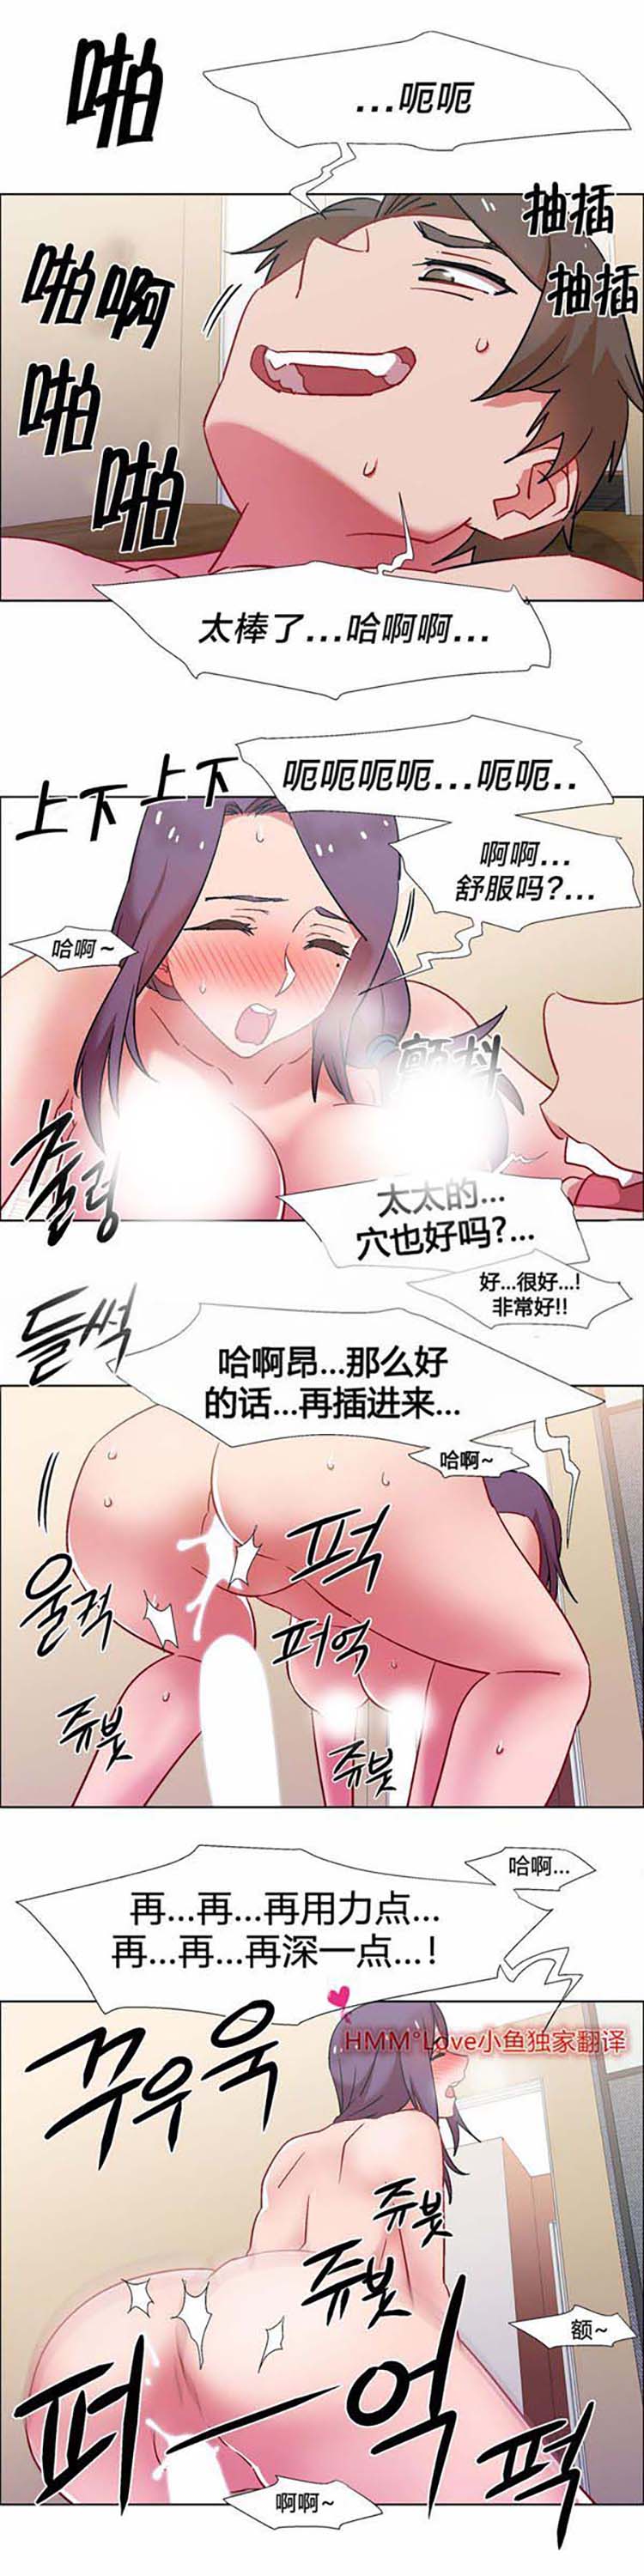 啪
...呃呃
抽插
抽插
啪啊
啪
啪
太棒了...哈啊啊...
上下上下
呃呃呃呃...呃呃..
啊啊...
舒服吗?...
哈啊~
颤抖
출렁
太太的...
穴也好吗?...
好...很好...!
非常好!!
들썩
哈啊昂...那么好
的话...再插进来...
哈啊~
퍽
울컥
퍼억
쥬븟
쥬븟
哈啊...
再...再...再用力点...
再...再...再深一点...!
HMM°Love小鱼独家翻译
꾸우욱
쥬븟
쥬븟
额~
퍼ー억
퍽
啊啊~